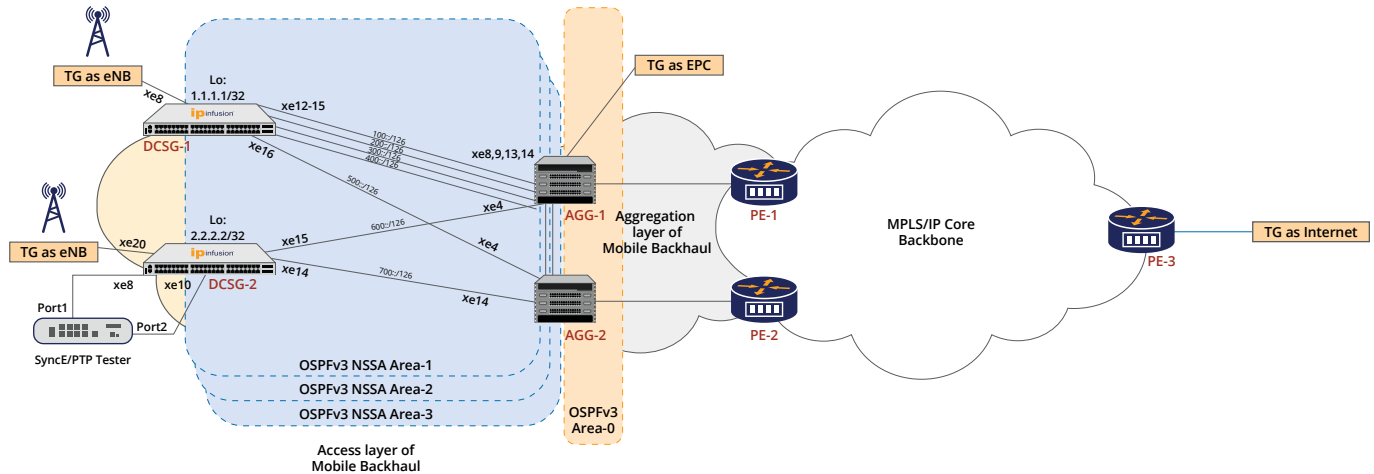 TG as eNB
xe8
Lo:
1.1.1.1/32
ipinfusion
DCSG-1
xe12-15
xe16
100::/126
200::/126
300::/126
400::/126
500::/126
xe8,9,13,14
TG as EPC
AGG-1
xe4
600::/126
TG as eNB
xe20
Lo:
2.2.2.2/32
ipinfusion
DCSG-2
xe15
xe14
xe4
700::/126
xe14
AGG-2
xe8
xe10
Port1
Port2
SyncE/PTP Tester
OSPFv3 NSSA Area-1
OSPFv3 NSSA Area-2
OSPFv3 NSSA Area-3
OSPFv3
Area-0
Access layer of
Mobile Backhaul
Aggregation
layer of
Mobile Backhaul
PE-1
PE-2
MPLS/IP Core
Backbone
PE-3
TG as Internet